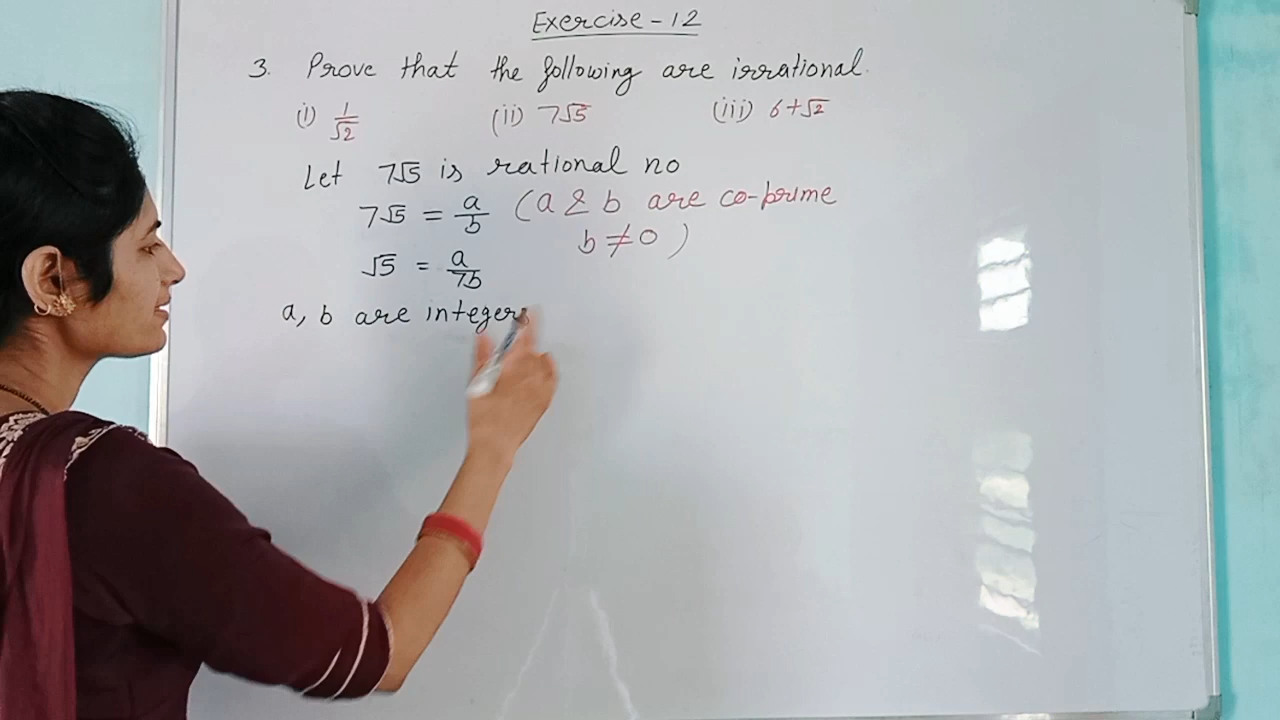 Exercise - 12
3. Prove that the following are irrational.
(i) 1/√2 (ii) 7√5 (iii) 6+√2
Let 7√5 is rational no
7√5 = a/b (a & b are co-prime
b ≠ 0 )
√5 = a/7b
a, b are integers